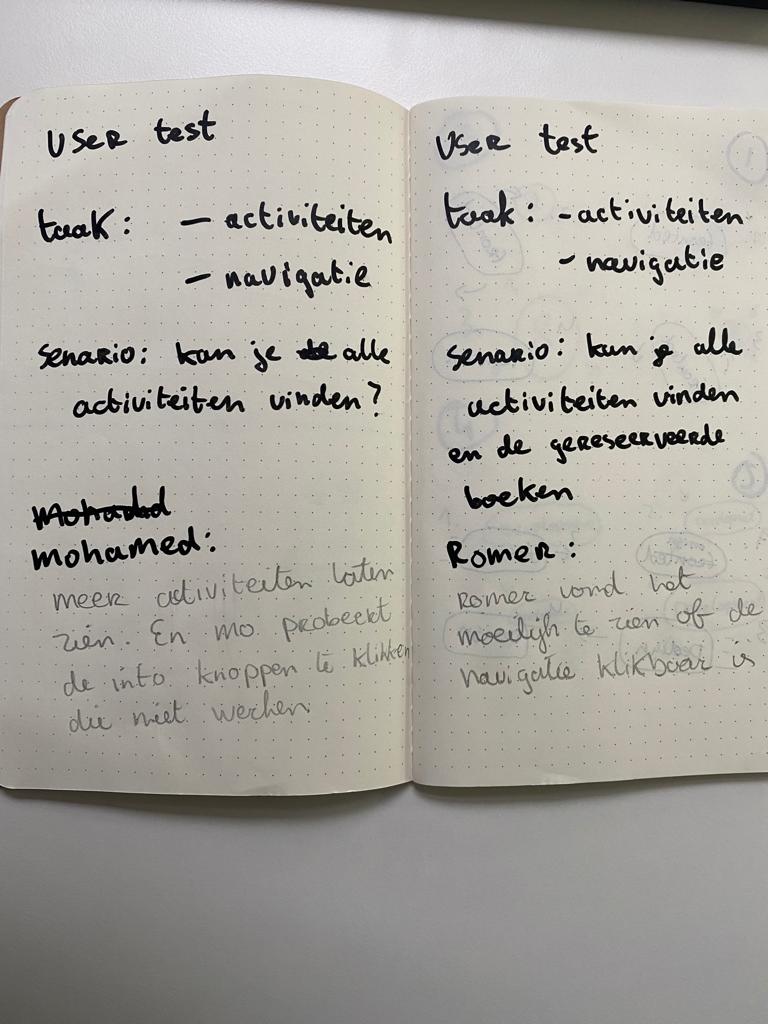 User test
taak: - activiteiten
- navigatie
Senario: kan je alle
activiteiten vinden?
mohamed:
meer activiteiten laten
zien. En mo probeert
de info knoppen te klikken
die niet werken
User test
taak: - activiteiten
- navigatie
Senario: kan je alle
activiteiten vinden
en de gereserveerde
boeken
Romer:
Romer vond het
moeilijh te zien of de
navigatie klikbaar is